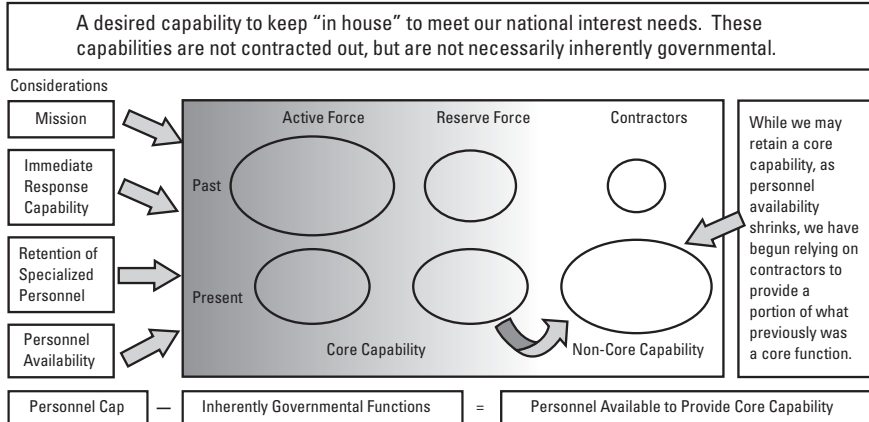 A desired capability to keep “in house” to meet our national interest needs.  These
capabilities are not contracted out, but are not necessarily inherently governmental.
Considerations
Mission
Immediate
Response
Capability
Retention of
Specialized
Personnel
Personnel
Availability
Active Force
Reserve Force
Contractors
Past
Present
Core Capability
Non-Core Capability
While we may
retain a core
capability, as
personnel
availability
shrinks, we have
begun relying on
contractors to
provide a
portion of what
previously was
a core function.
Personnel Cap — Inherently Governmental Functions = Personnel Available to Provide Core Capability